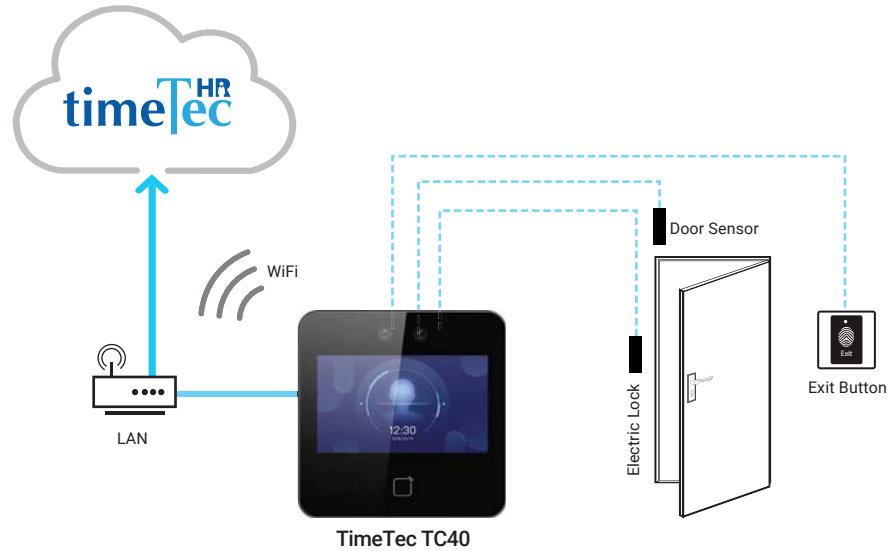 timeTec HR
WiFi
Door Sensor
Electric Lock
Exit
Exit Button
12:30
LAN
TimeTec TC40